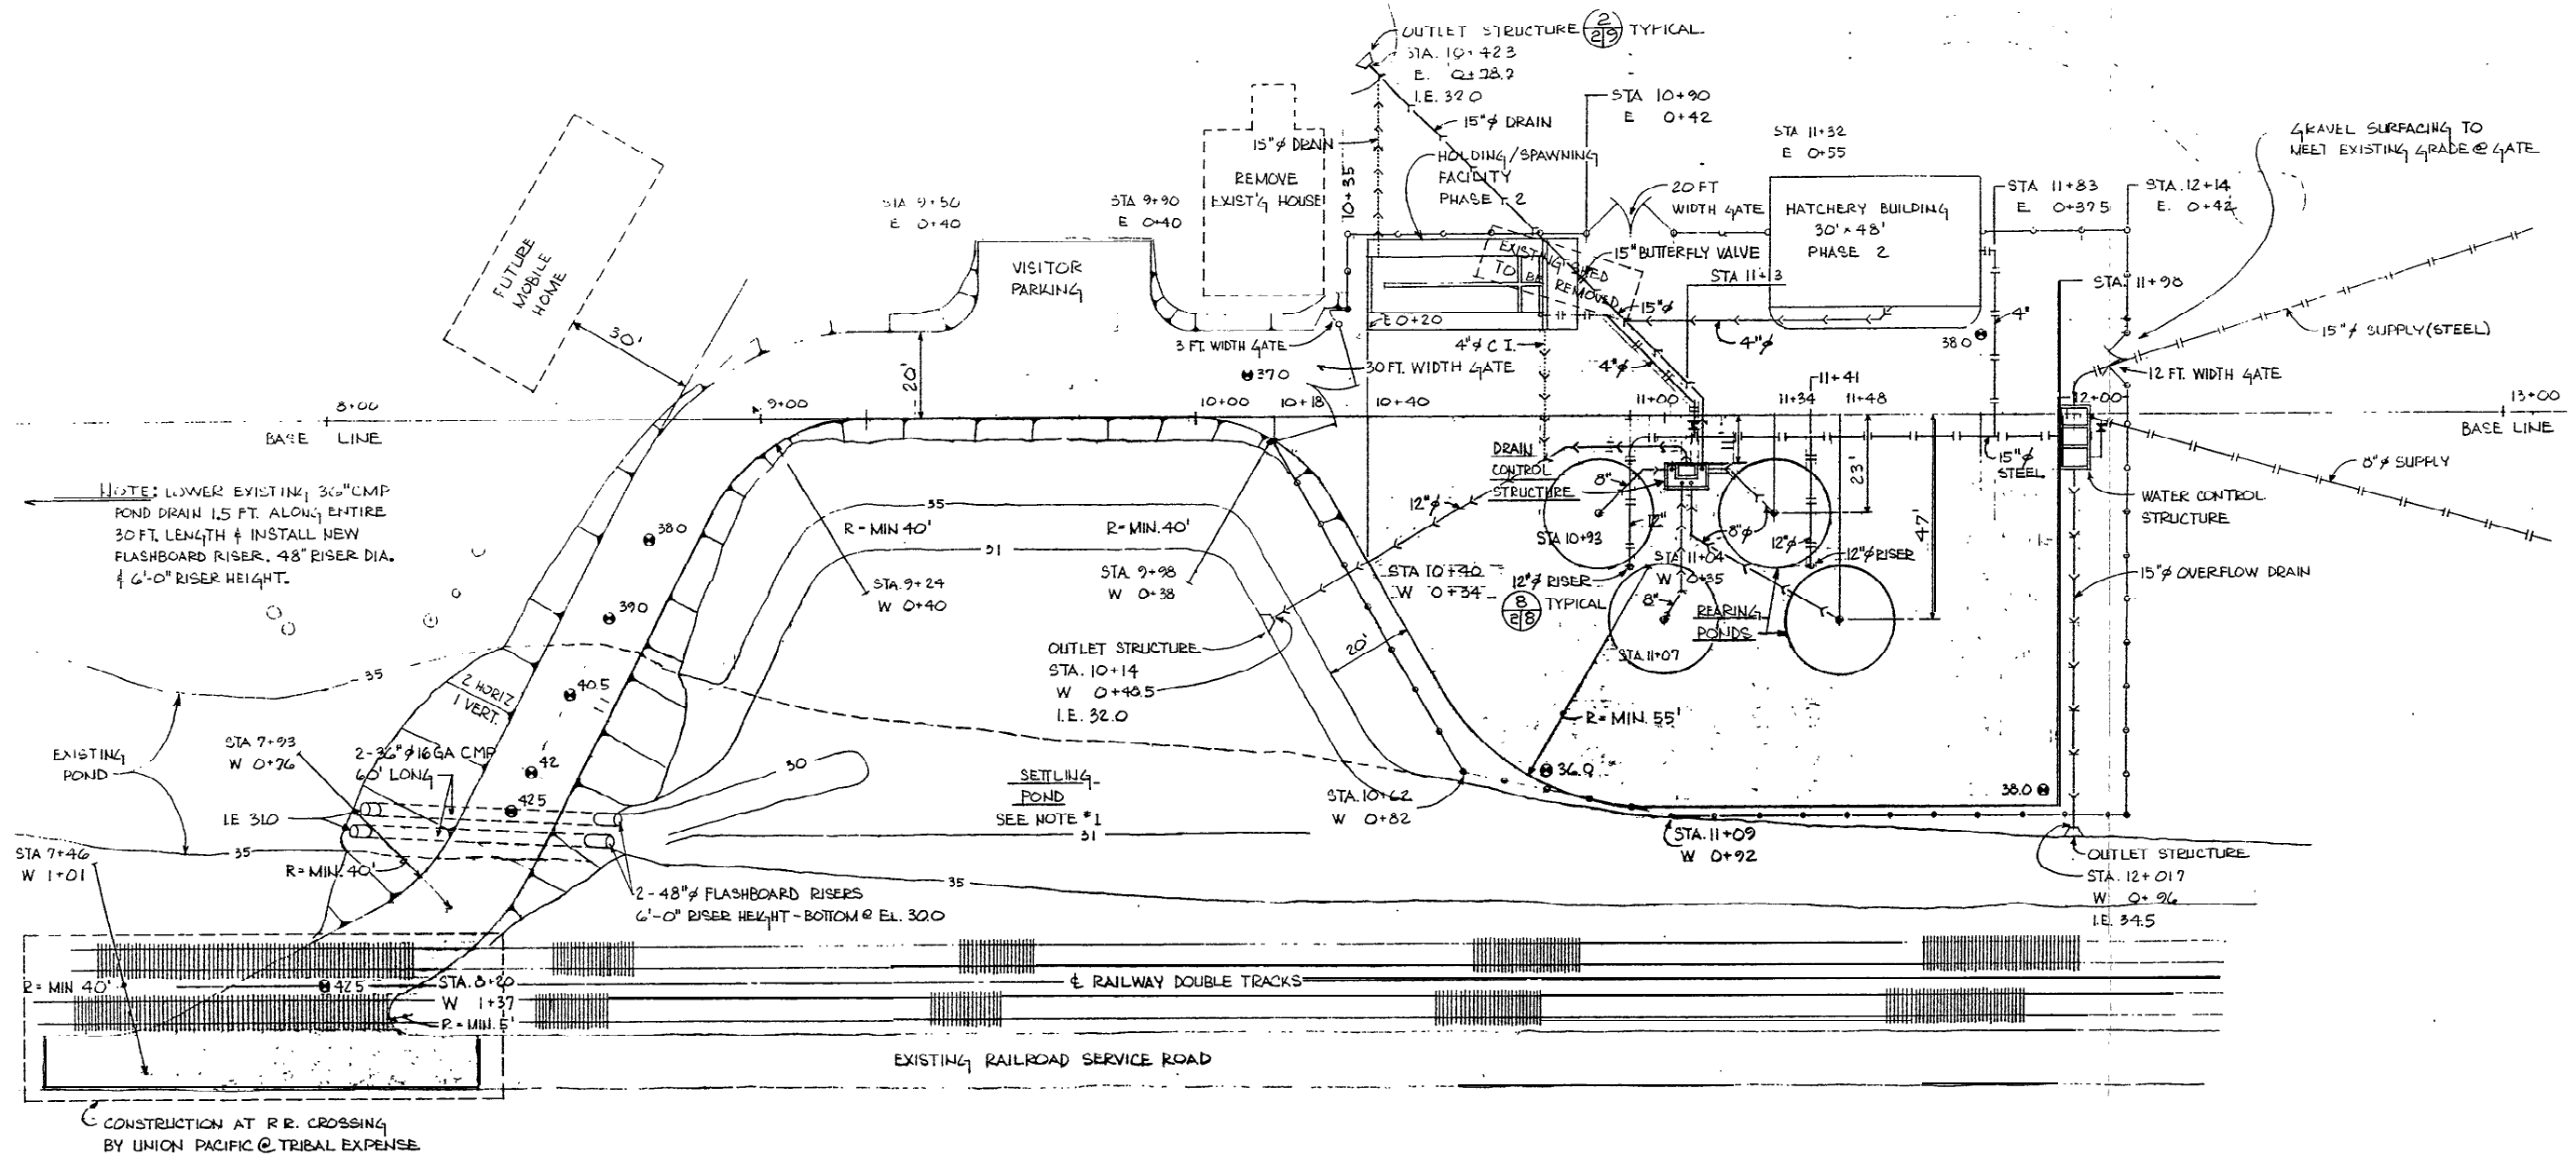 OUTLET STRUCTURE 2/29 TYPICAL
STA. 10+42.3
E. 0+78.7
I.E. 32.0
15"ø DRAIN
15"ø DRAIN
STA 10+90
E 0+42
HOLDING/SPAWNING
FACILITY
PHASE 2
STA 11+32
E 0+55
GRAVEL SURFACING TO
MEET EXISTING GRADE @ GATE
FUTURE
MOBILE
HOME
30'
STA 9+50
E 0+40
STA 9+90
E 0+40
REMOVE
EXIST'G HOUSE
10+35
20 FT
WIDTH GATE
HATCHERY BUILDING
30' x 48'
PHASE 2
STA 11+83
E 0+37.5
STA. 12+14
E. 0+42
VISITOR
PARKING
EXISTING SHED
TO BE
REMOVED
15" BUTTERFLY VALVE
STA 11+13
STA. 11+98
15"ø
E 0+20
4"
15"ø SUPPLY (STEEL)
3 FT. WIDTH GATE
4"ø C.I.
4"ø
38.0
20'
37.0
30 FT. WIDTH GATE
4"ø
12 FT. WIDTH GATE
11+41
8+00
9+00
10+00
10+18
10+40
11+00
11+34
11+48
12+00
13+00
BASE LINE
BASE LINE
NOTE: LOWER EXISTING 36" CMP
POND DRAIN 1.5 FT. ALONG ENTIRE
30 FT. LENGTH & INSTALL NEW
FLASHBOARD RISER. 48" RISER DIA.
& 6'-0" RISER HEIGHT.
DRAIN
CONTROL
STRUCTURE
8"
15"ø
STEEL
8"ø SUPPLY
23'
WATER CONTROL
STRUCTURE
35
12"ø
12"
38.0
R = MIN 40'
R = MIN. 40'
31
STA 10+93
8"ø
12"ø
12"ø RISER
47'
STA. 9+24
W 0+40
STA 9+98
W 0+38
STA 10+40
W 0+34
12"ø RISER
8/28 TYPICAL
STA 11+04
W 0+35
8"
15"ø OVERFLOW DRAIN
39.0
REARING
PONDS
STA. 11+07
OUTLET STRUCTURE
STA. 10+14
W 0+40.5
I.E. 32.0
20'
35
2 HORIZ
1 VERT.
40.5
R = MIN. 55'
EXISTING
POND
STA 7+93
W 0+76
2-36"ø 16 GA CMP
60' LONG
42
30
SETTLING
POND
SEE NOTE #1
31
36.0
38.0
STA. 10+62
W 0+82
I.E. 31.0
42.5
STA. 11+09
W 0+92
STA 7+46
W 1+01
35
R = MIN. 40'
35
2-48"ø FLASHBOARD RISERS
6'-0" RISER HEIGHT - BOTTOM @ EL. 30.0
OUTLET STRUCTURE
STA. 12+01.7
W 0+96
I.E. 34.5
R = MIN 40'
42.5
STA. 8+20
W 1+37
R = MIN. 5'
℄ RAILWAY DOUBLE TRACKS
EXISTING RAILROAD SERVICE ROAD
CONSTRUCTION AT R.R. CROSSING
BY UNION PACIFIC @ TRIBAL EXPENSE